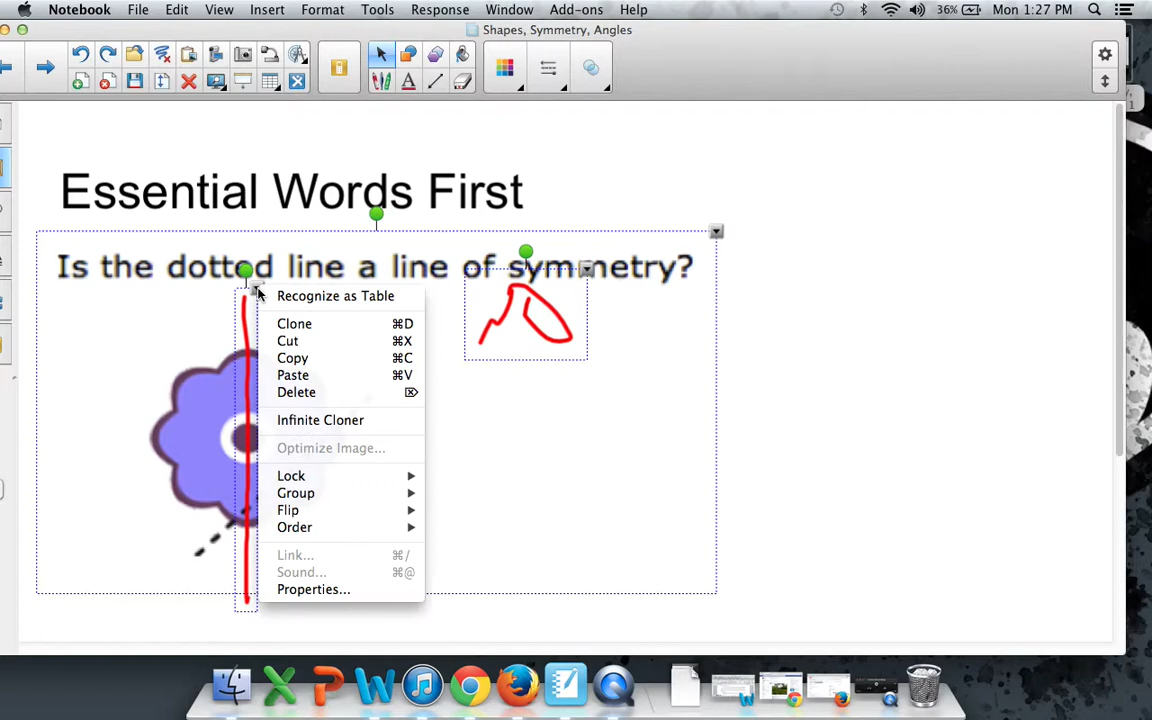 Notebook File Edit View Insert Format Tools Response Window Add-ons Help 36% Mon 1:27 PM
Shapes, Symmetry, Angles
Essential Words First
Is the dotted line a line of symmetry?
Recognize as Table
Clone ⌘D
Cut ⌘X
Copy ⌘C
Paste ⌘V
Delete ⌦
Infinite Cloner
Optimize Image...
Lock
Group
Flip
Order
Link... ⌘/
Sound... ⌘@
Properties...